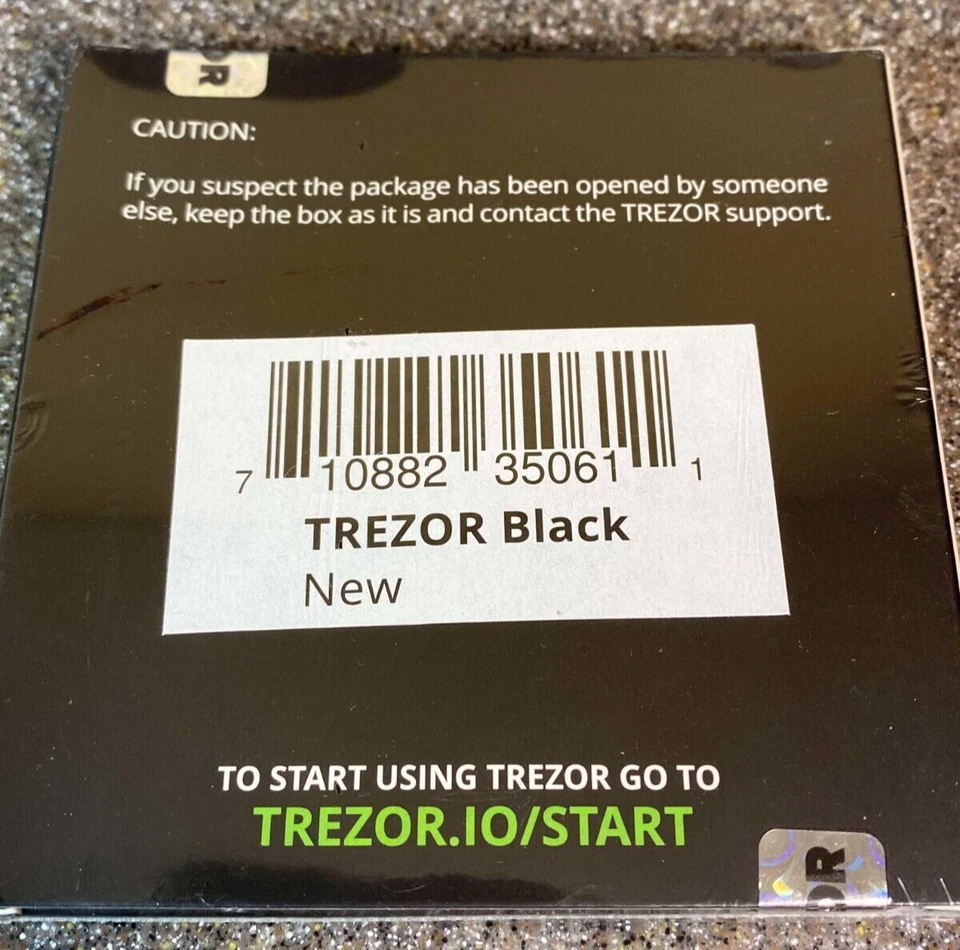 OR
CAUTION:
If you suspect the package has been opened by someone
else, keep the box as it is and contact the TREZOR support.
7 10882 35061 1
TREZOR Black
New
TO START USING TREZOR GO TO
TREZOR.IO/START
OR